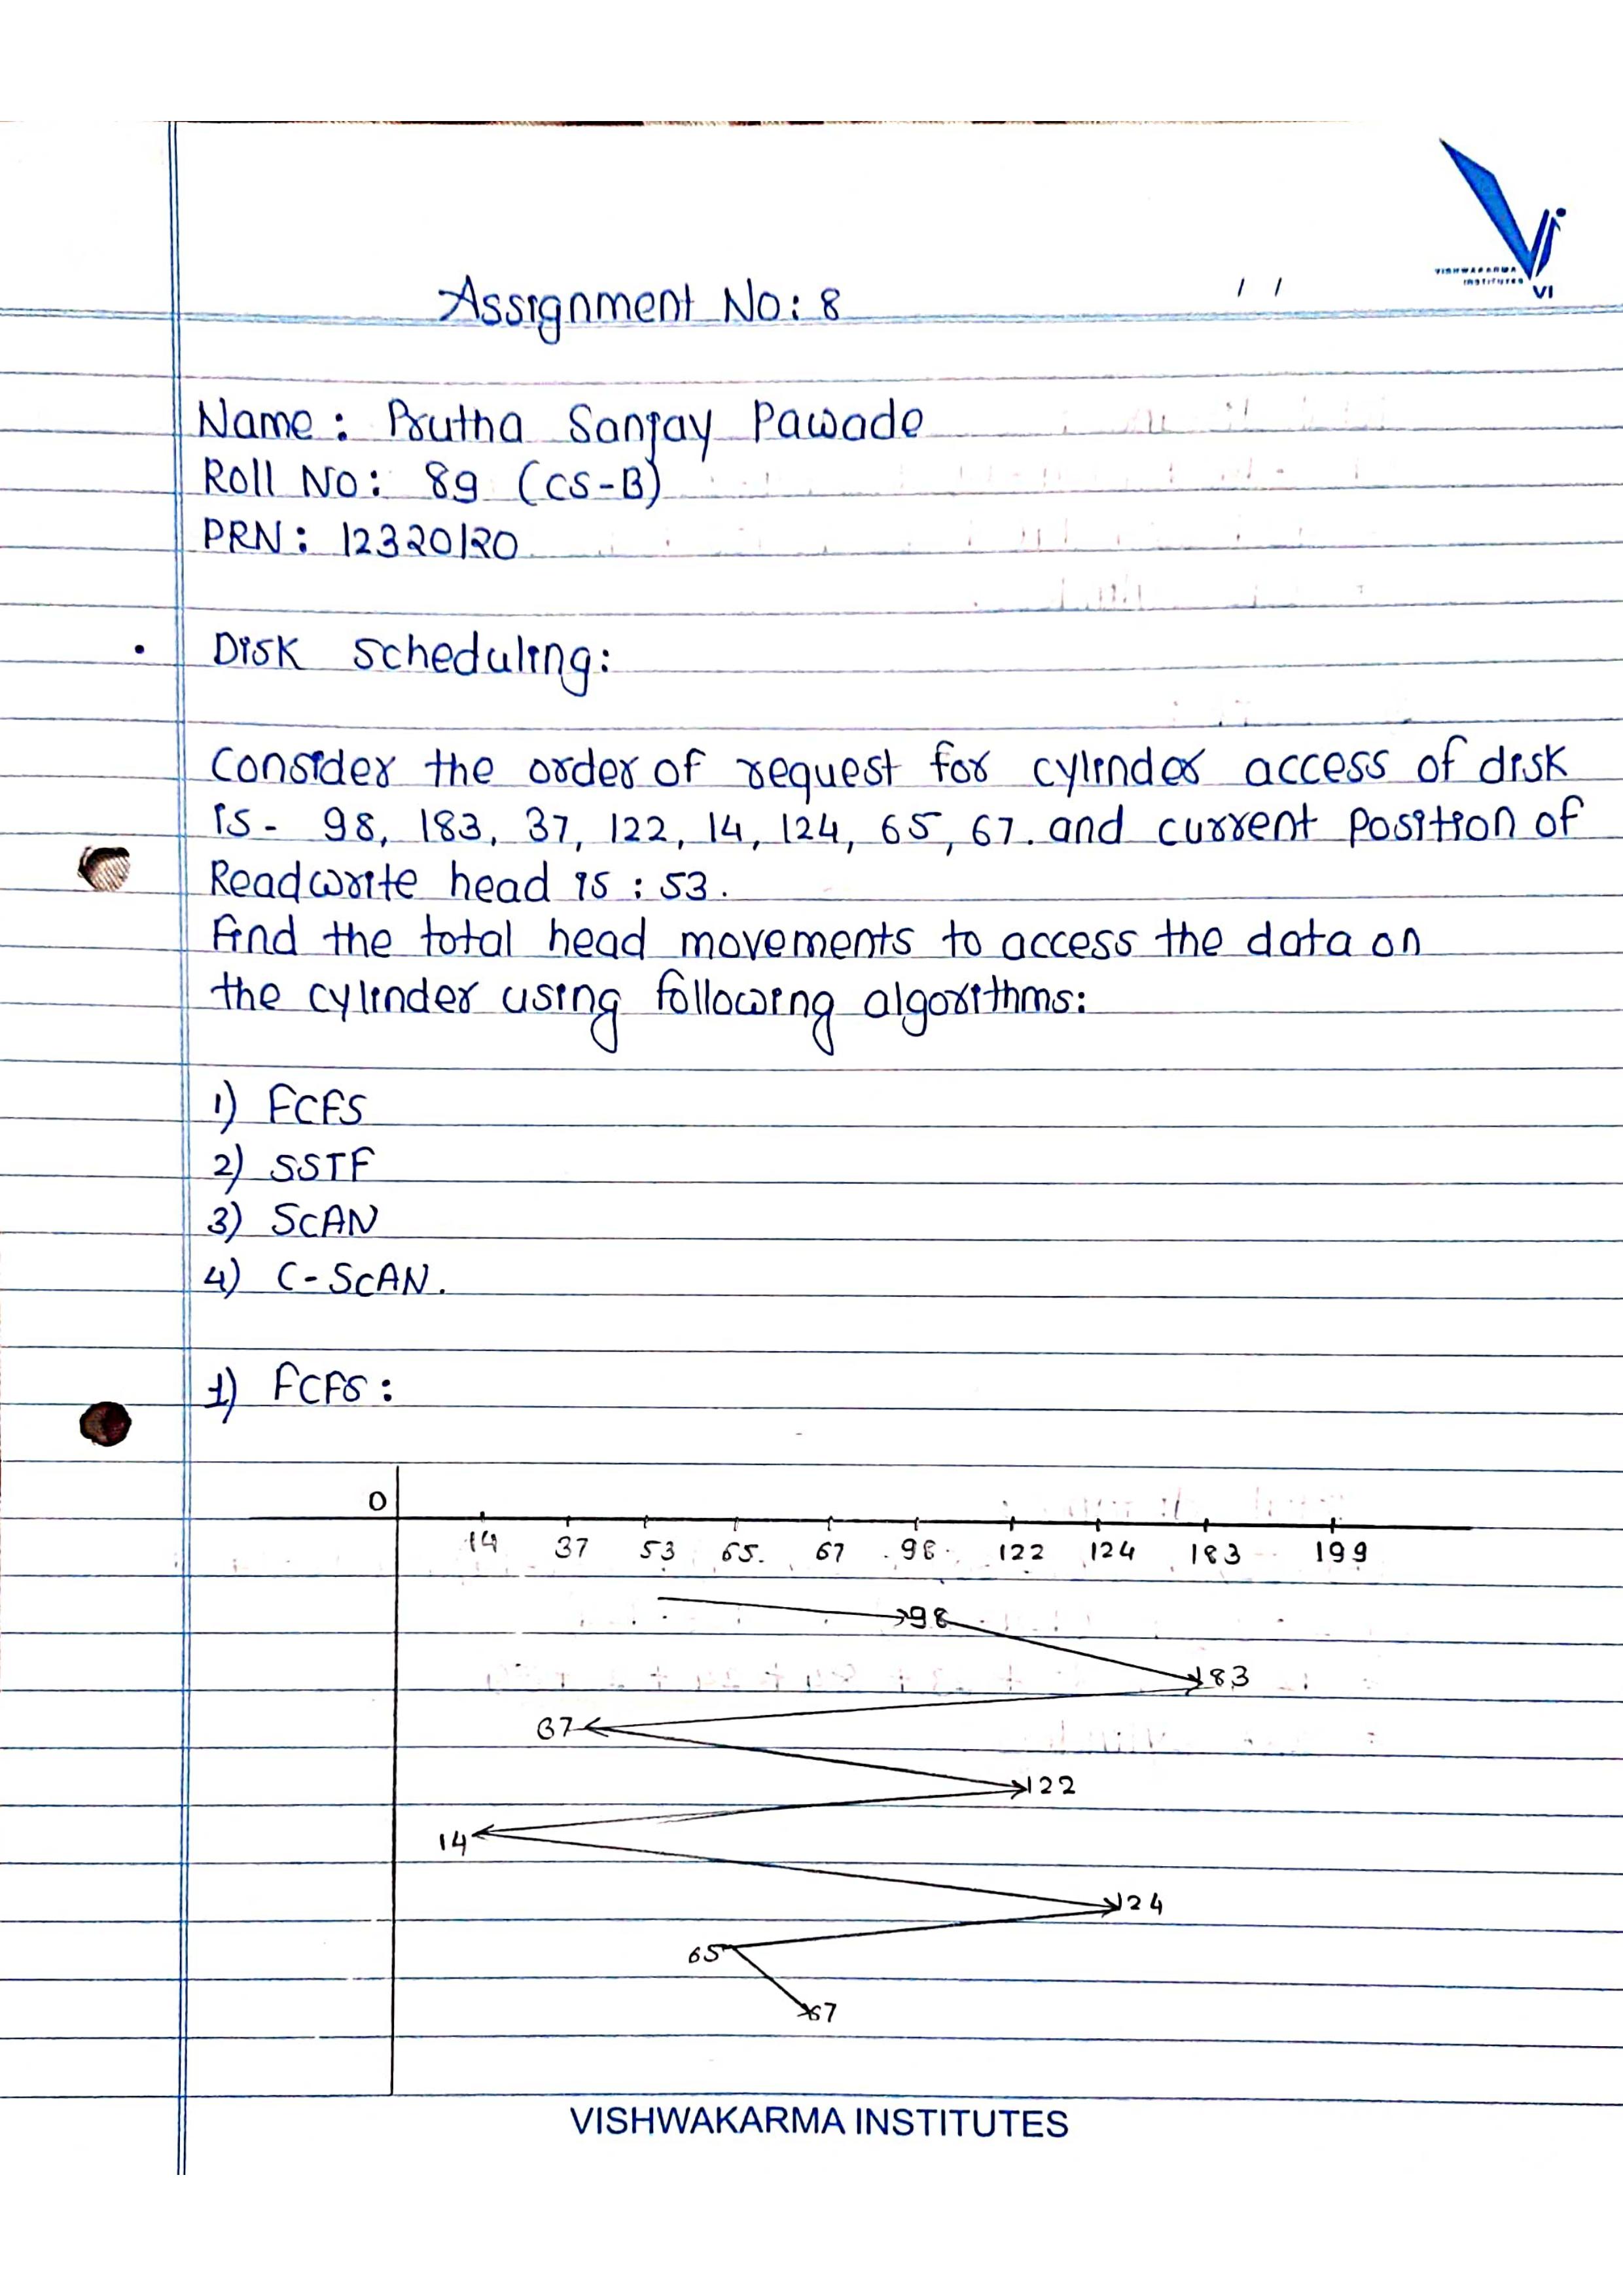 VISHWAKARMA
INSTITUTES VI
Assignment No: 8 / /
Name: Prutha Sanjay Pawade
Roll No: 89 (CS-B)
PRN: 12320120
Disk Scheduling:
Consider the order of request for cylinder access of disk
is - 98, 183, 37, 122, 14, 124, 65, 67. and current position of
Readwrite head is : 53.
Find the total head movements to access the data on
the cylinder using following algorithms:
1) FCFS
2) SSTF
3) SCAN
4) C-SCAN.
1) FCFS :
0
14 37 53 65 67 98 122 124 183 199
98
183
37
122
14
124
65
67
VISHWAKARMA INSTITUTES